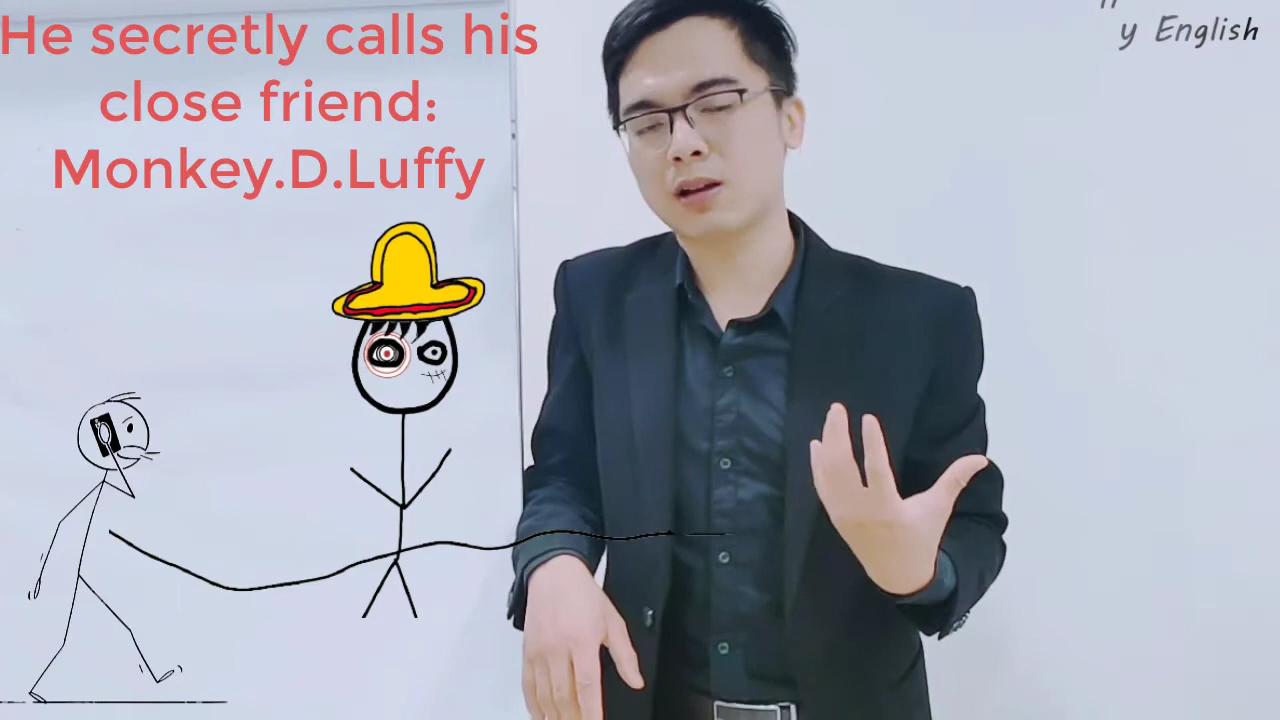 He secretly calls his
close friend:
Monkey.D.Luffy
y English